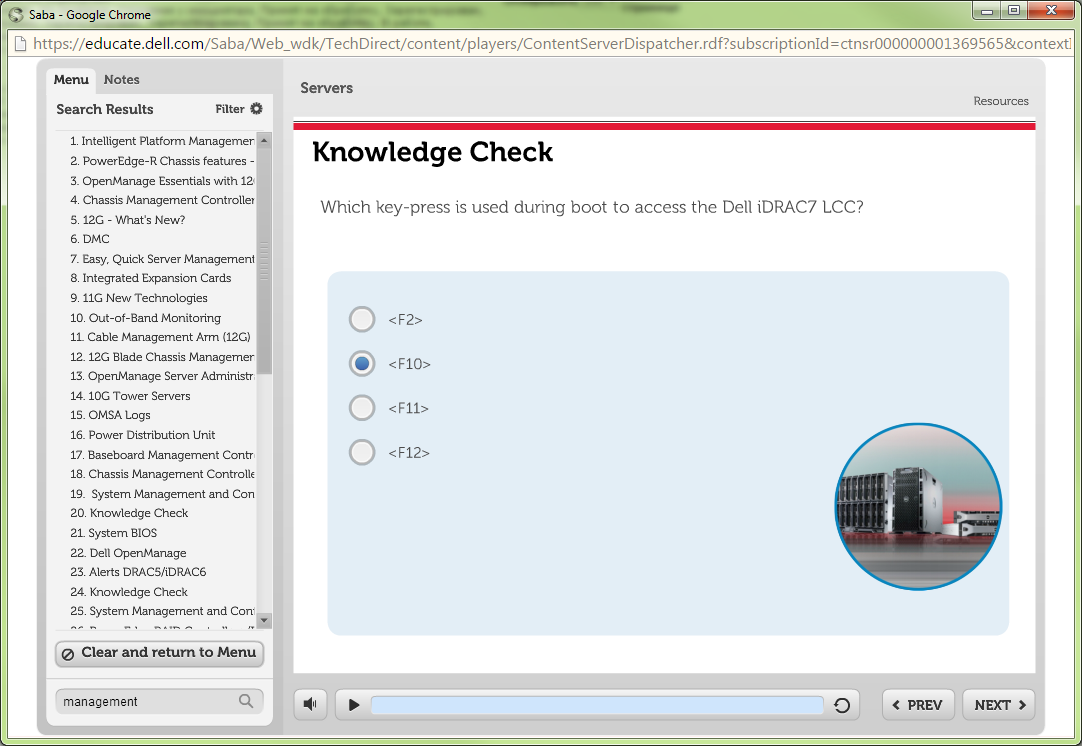 Saba - Google Chrome
https://educate.dell.com/Saba/Web_wdk/TechDirect/content/players/ContentServerDispatcher.rdf?subscriptionId=ctnsr000000001369565&context
Menu Notes
Search Results Filter
1. Intelligent Platform Managemen
2. PowerEdge-R Chassis features -
3. OpenManage Essentials with 12
4. Chassis Management Controller
5. 12G - What's New?
6. DMC
7. Easy, Quick Server Management
8. Integrated Expansion Cards
9. 11G New Technologies
10. Out-of-Band Monitoring
11. Cable Management Arm (12G)
12. 12G Blade Chassis Managemen
13. OpenManage Server Administr
14. 10G Tower Servers
15. OMSA Logs
16. Power Distribution Unit
17. Baseboard Management Contr
18. Chassis Management Controlle
19. System Management and Con
20. Knowledge Check
21. System BIOS
22. Dell OpenManage
23. Alerts DRAC5/iDRAC6
24. Knowledge Check
25. System Management and Con
Clear and return to Menu
management
Servers
Resources
Knowledge Check
Which key-press is used during boot to access the Dell iDRAC7 LCC?
<F2>
<F10>
<F11>
<F12>
PREV
NEXT